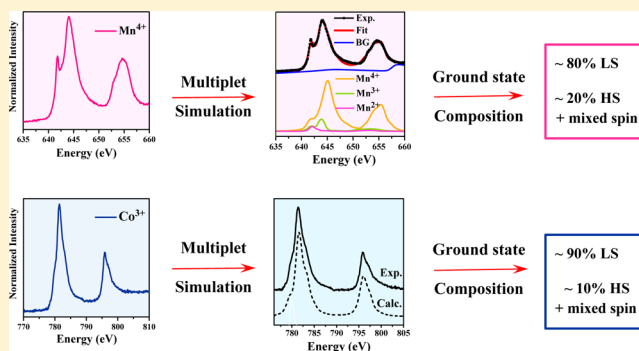 Normalized Intensity
Mn⁴⁺
635 640 645 650 655 660
Energy (eV)
Multiplet
Simulation
Exp.
Fit
BG
Mn⁴⁺
Mn³⁺
Mn²⁺
635 640 645 650 655 660
Energy (eV)
Ground state
Composition
~ 80% LS
~ 20% HS
+ mixed spin
Normalized Intensity
Co³⁺
770 780 790 800 810
Energy (eV)
Multiplet
Simulation
Exp.
Calc.
780 785 790 795 800 805
Energy (eV)
Ground state
Composition
~ 90% LS
~ 10% HS
+ mixed spin